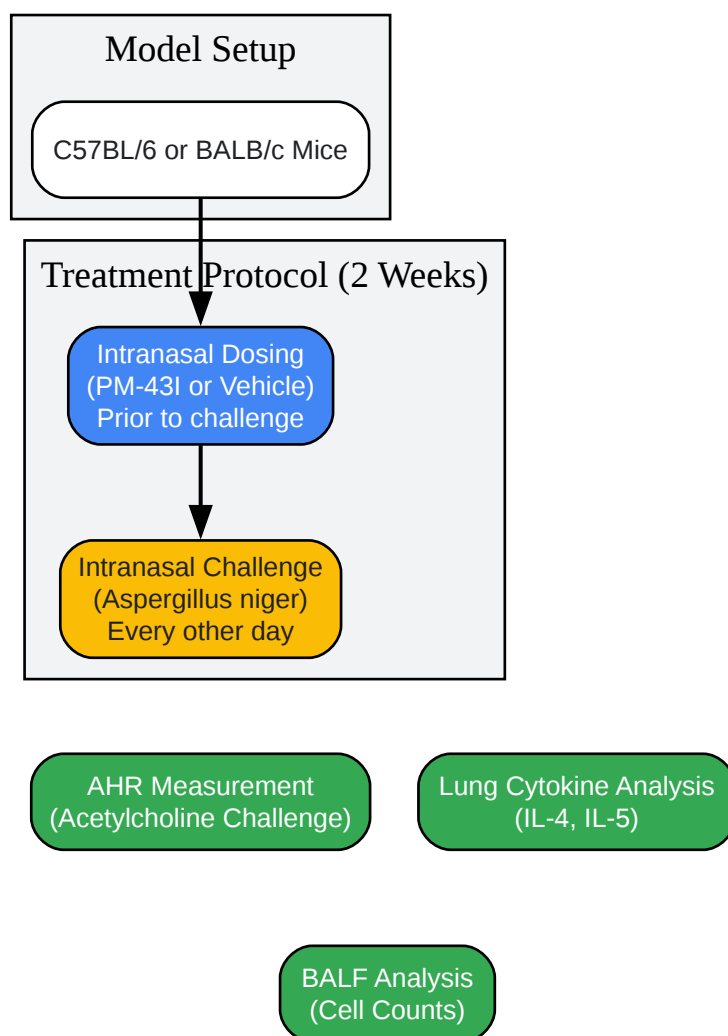 Model Setup
C57BL/6 or BALB/c Mice
Treatment Protocol (2 Weeks)
Intranasal Dosing
(PM-43I or Vehicle)
Prior to challenge
Intranasal Challenge
(Aspergillus niger)
Every other day
AHR Measurement
(Acetylcholine Challenge)
Lung Cytokine Analysis
(IL-4, IL-5)
BALF Analysis
(Cell Counts)